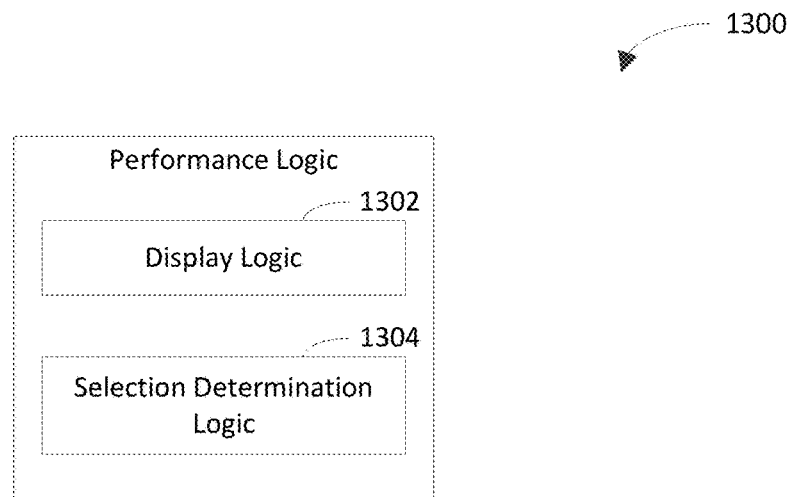 1300
Performance Logic
1302
Display Logic
1304
Selection Determination
Logic